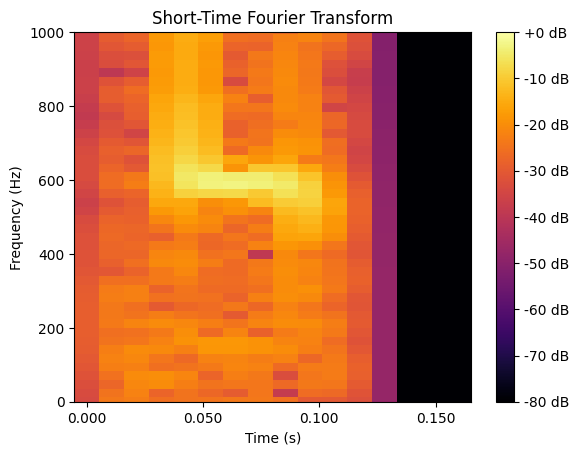 Short-Time Fourier Transform
Frequency (Hz)
1000
800
600
400
200
0
0.000 0.050 0.100 0.150
Time (s)
+0 dB
-10 dB
-20 dB
-30 dB
-40 dB
-50 dB
-60 dB
-70 dB
-80 dB